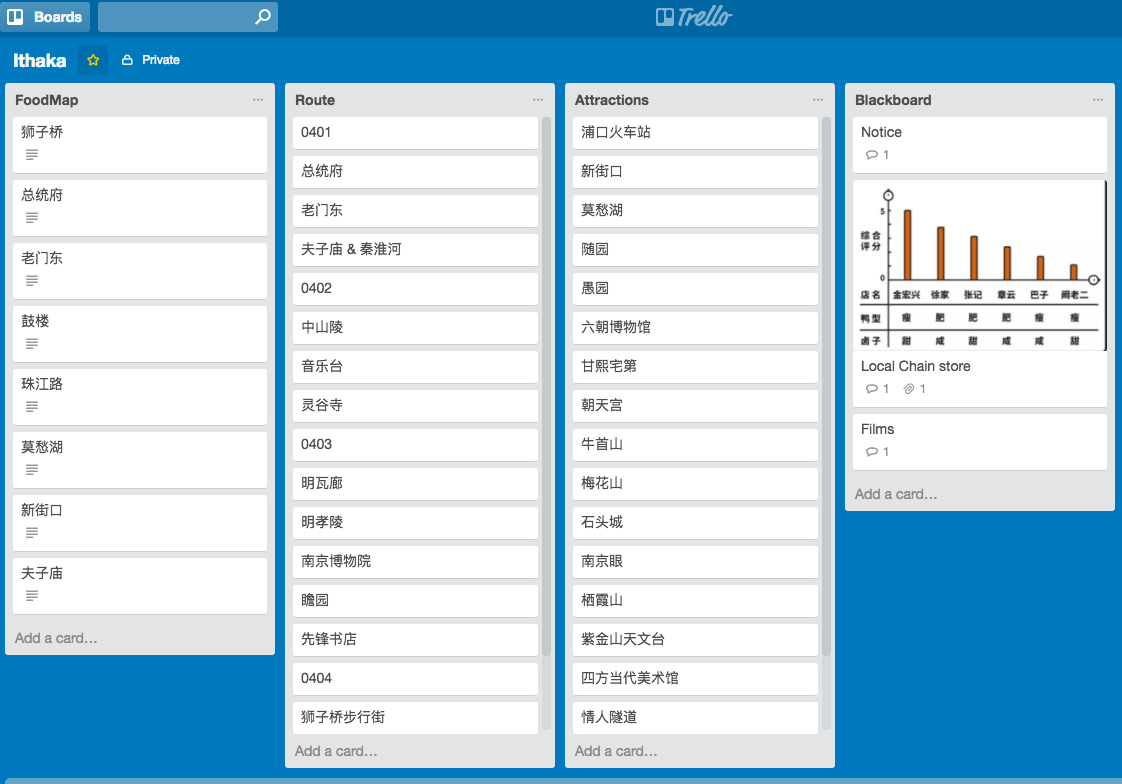 Boards
Trello
Ithaka
Private
FoodMap
狮子桥
总统府
老门东
鼓楼
珠江路
莫愁湖
新街口
夫子庙
Add a card…
Route
0401
总统府
老门东
夫子庙 & 秦淮河
0402
中山陵
音乐台
灵谷寺
0403
明瓦廊
明孝陵
南京博物院
瞻园
先锋书店
0404
狮子桥步行街
Add a card…
Attractions
浦口火车站
新街口
莫愁湖
随园
愚园
六朝博物馆
甘熙宅第
朝天宫
牛首山
梅花山
石头城
南京眼
栖霞山
紫金山天文台
四方当代美术馆
情人隧道
Add a card…
Blackboard
Notice
1
5
综合
评分
0
店名 金宏兴 徐家 张记 章云 巴子 阎老二
鸭型 瘦 肥 肥 肥 瘦 瘦
卤子 甜 咸 甜 咸 咸 甜
Local Chain store
1 1
Films
1
Add a card…